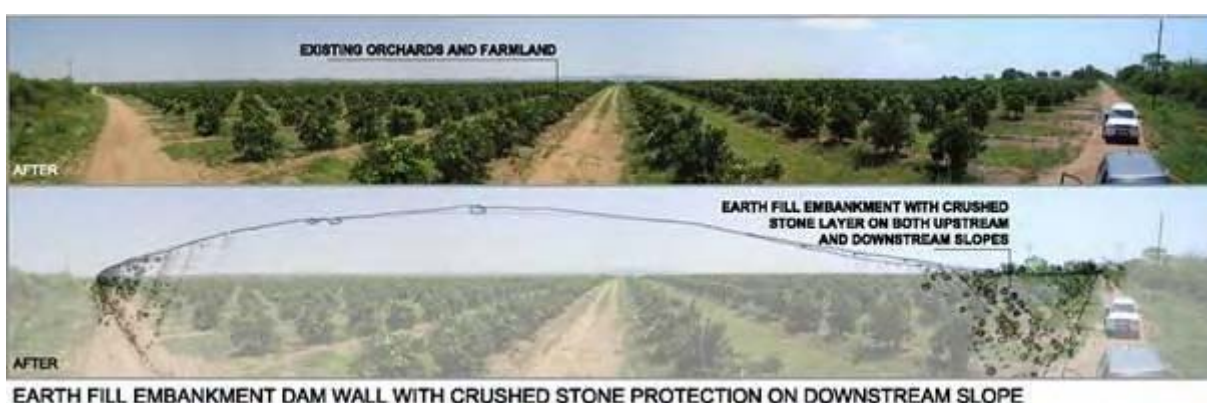 EXISTING ORCHARDS AND FARMLAND
AFTER
EARTH FILL EMBANKMENT WITH CRUSHED
STONE LAYER ON BOTH UPSTREAM
AND DOWNSTREAM SLOPES
AFTER
EARTH FILL EMBANKMENT DAM WALL WITH CRUSHED STONE PROTECTION ON DOWNSTREAM SLOPE